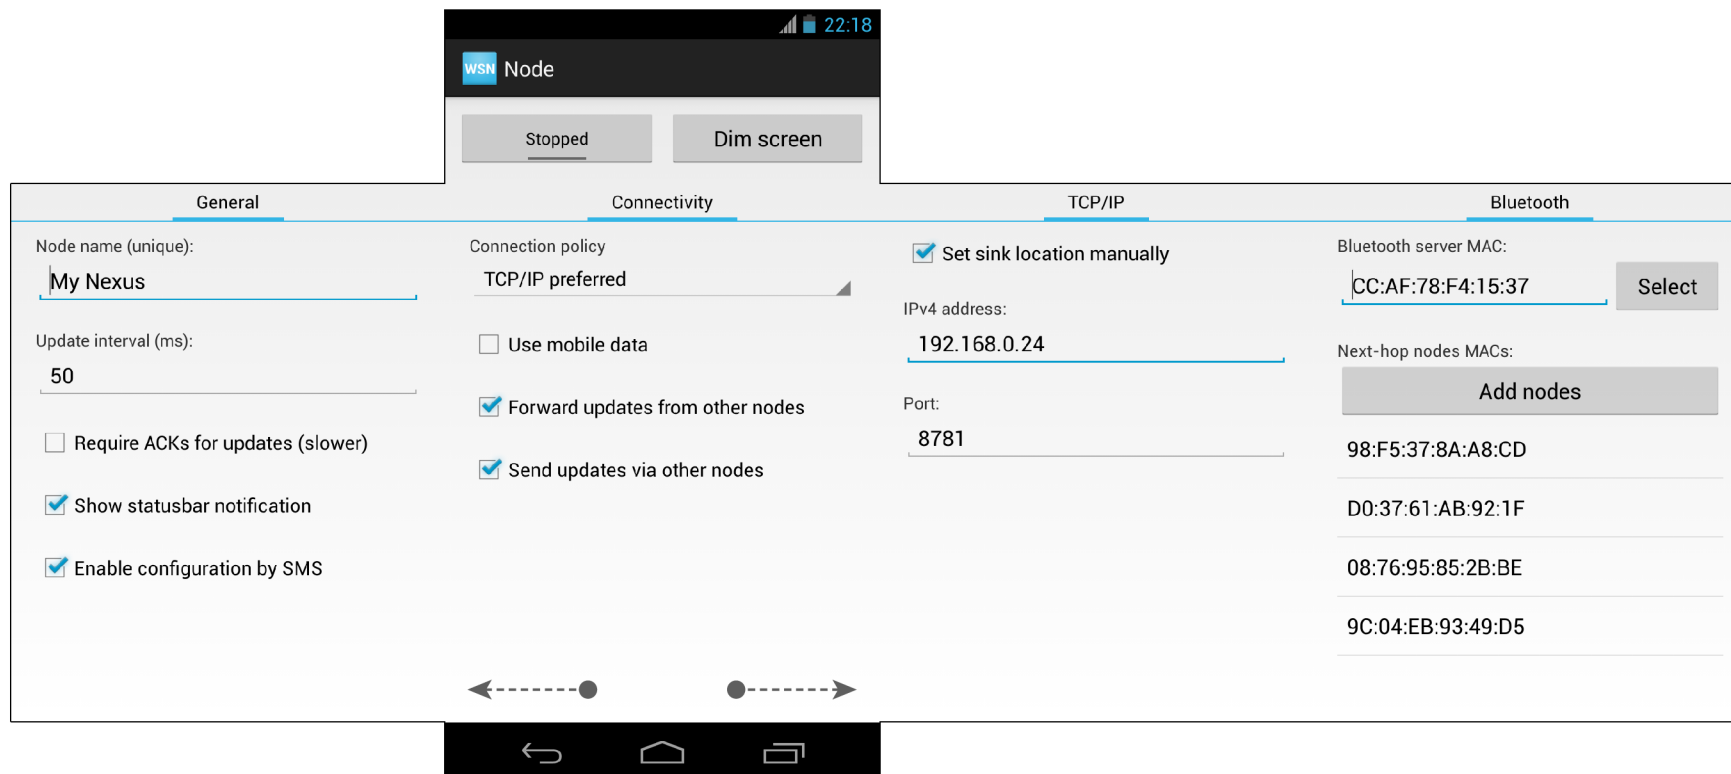 22:18
WSN Node
Stopped
Dim screen
General
Node name (unique):
My Nexus
Update interval (ms):
50
Require ACKs for updates (slower)
Show statusbar notification
Enable configuration by SMS
Connectivity
Connection policy
TCP/IP preferred
Use mobile data
Forward updates from other nodes
Send updates via other nodes
TCP/IP
Set sink location manually
IPv4 address:
192.168.0.24
Port:
8781
Bluetooth
Bluetooth server MAC:
CC:AF:78:F4:15:37
Select
Next-hop nodes MACs:
Add nodes
98:F5:37:8A:A8:CD
D0:37:61:AB:92:1F
08:76:95:85:2B:BE
9C:04:EB:93:49:D5